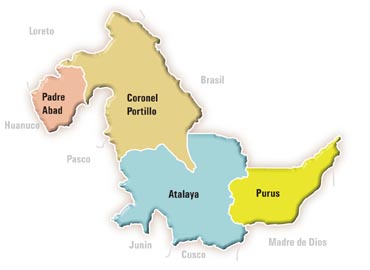 Loreto
Brasil
Padre
Abad
Coronel
Portillo
Huanuco
Pasco
Atalaya
Purus
Junin
Cusco
Madre de Dios